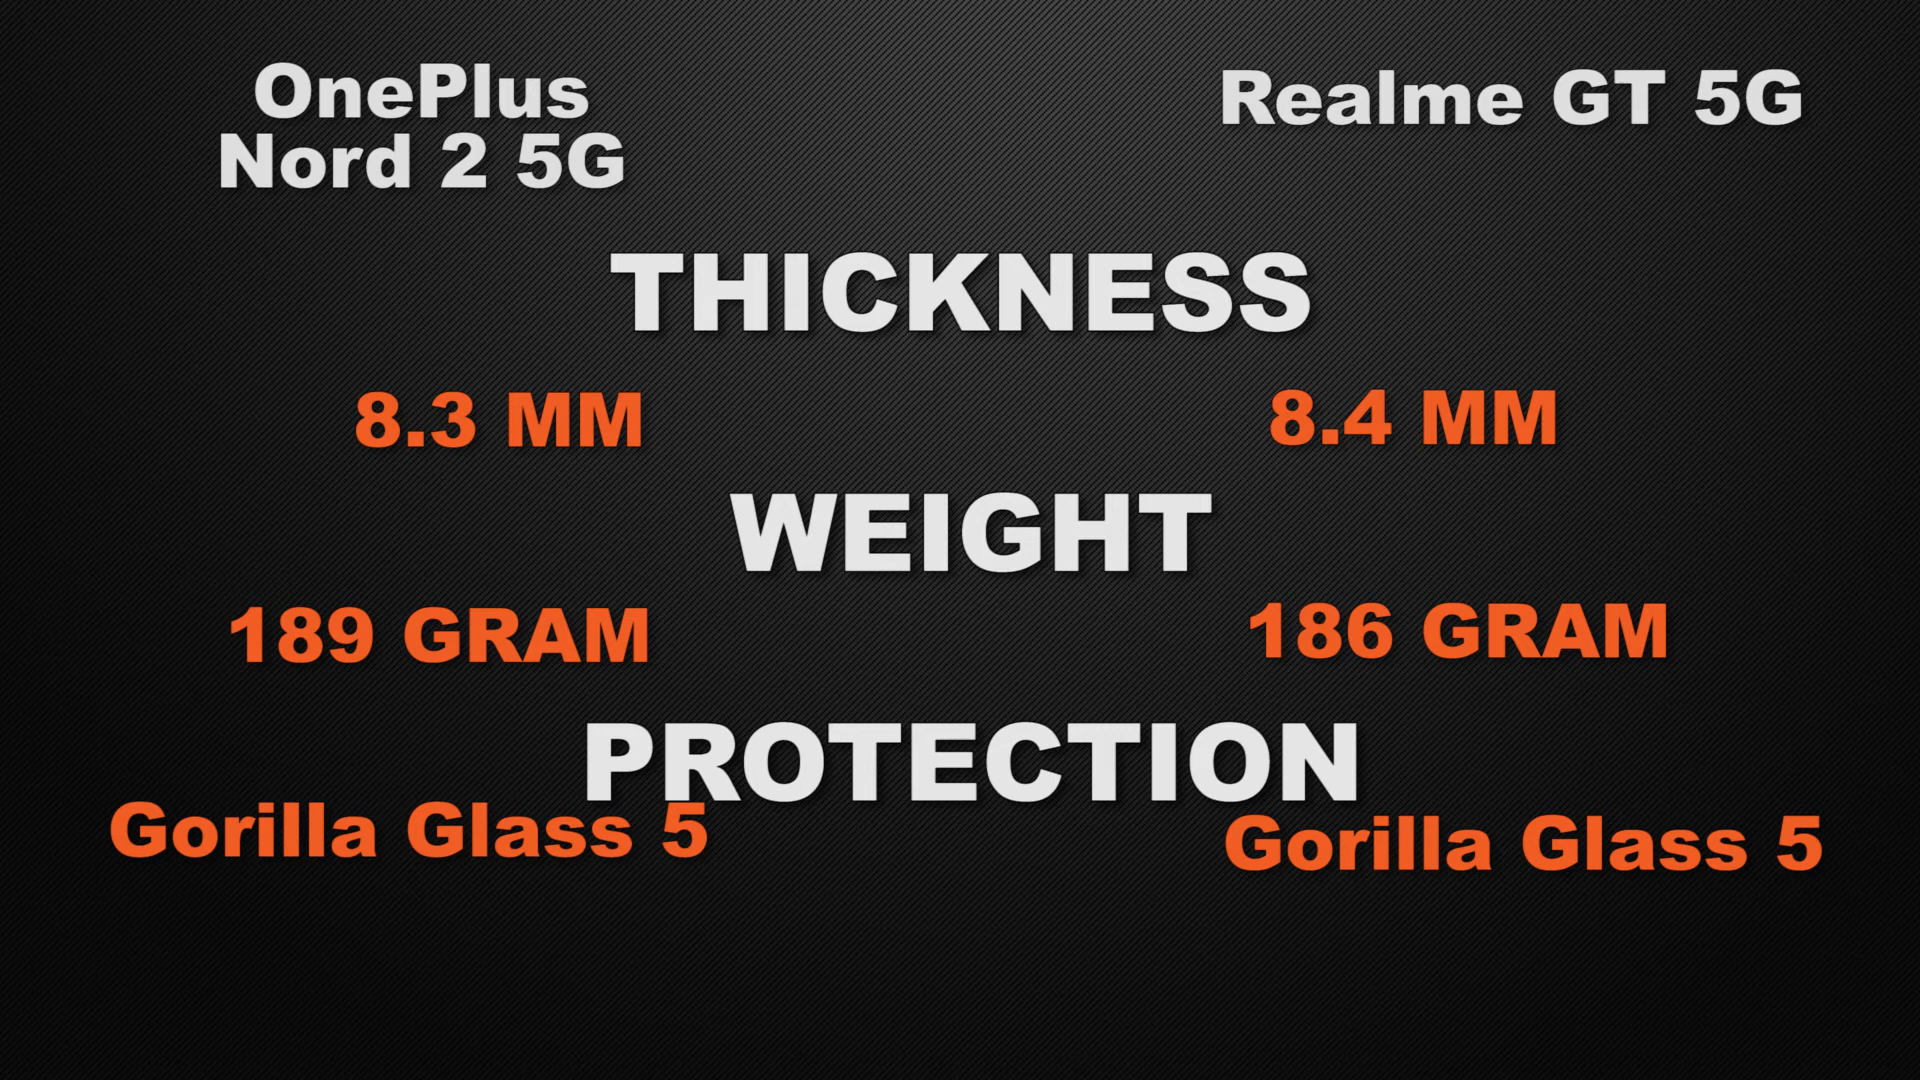 OnePlus
Nord 2 5G
Realme GT 5G
THICKNESS
8.3 MM
8.4 MM
WEIGHT
189 GRAM
186 GRAM
PROTECTION
Gorilla Glass 5
Gorilla Glass 5